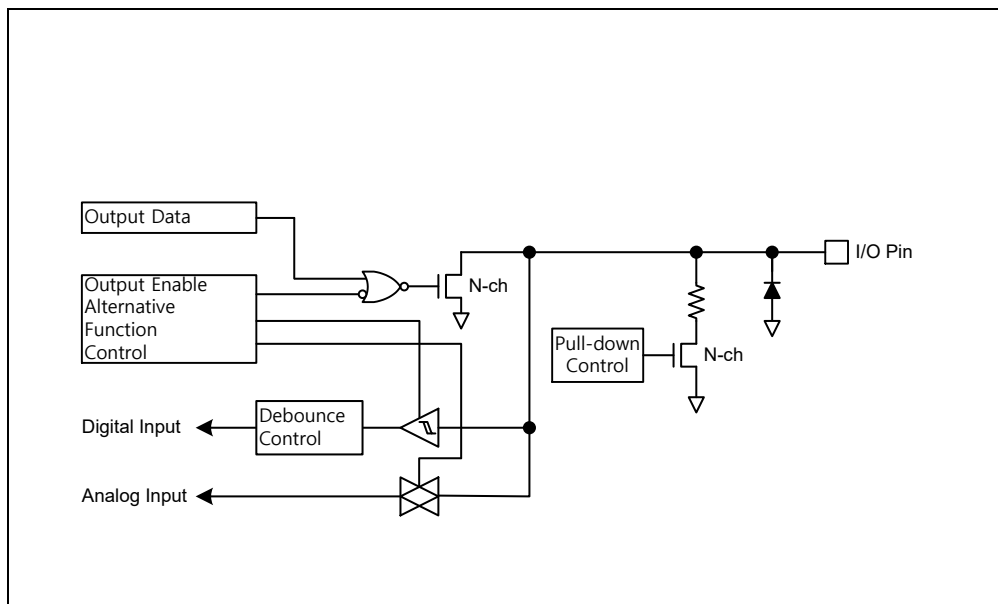 Output Data
I/O Pin
Output Enable
Alternative
Function
Control
N-ch
Pull-down
Control
N-ch
Digital Input
Debounce
Control
Analog Input